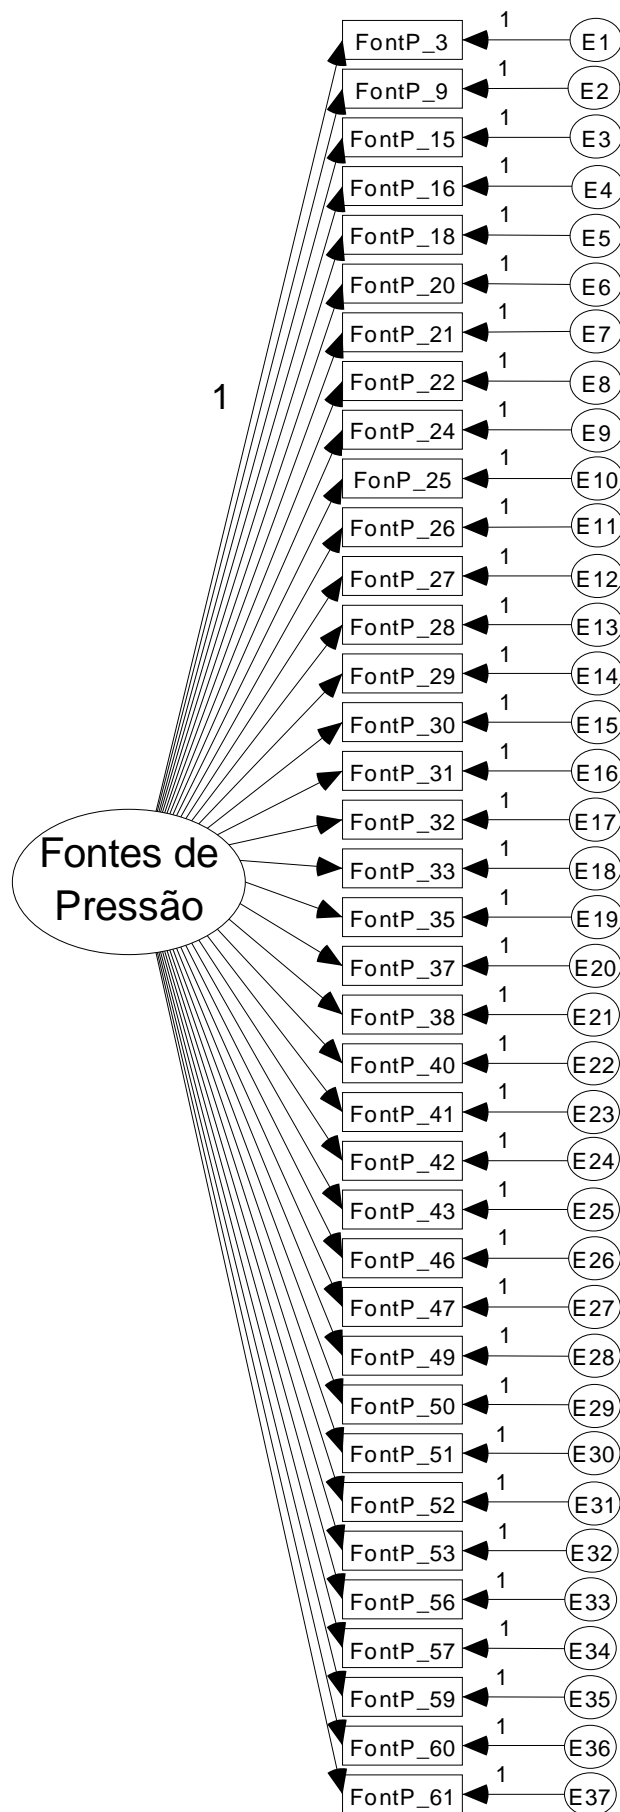 FontP_3 1 E1
FontP_9 1 E2
FontP_15 1 E3
FontP_16 1 E4
FontP_18 1 E5
FontP_20 1 E6
FontP_21 1 E7
1 FontP_22 1 E8
FontP_24 1 E9
FonP_25 1 E10
FontP_26 1 E11
FontP_27 1 E12
FontP_28 1 E13
FontP_29 1 E14
FontP_30 1 E15
FontP_31 1 E16
FontP_32 1 E17
Fontes de
Pressão
FontP_33 1 E18
FontP_35 1 E19
FontP_37 1 E20
FontP_38 1 E21
FontP_40 1 E22
FontP_41 1 E23
FontP_42 1 E24
FontP_43 1 E25
FontP_46 1 E26
FontP_47 1 E27
FontP_49 1 E28
FontP_50 1 E29
FontP_51 1 E30
FontP_52 1 E31
FontP_53 1 E32
FontP_56 1 E33
FontP_57 1 E34
FontP_59 1 E35
FontP_60 1 E36
FontP_61 1 E37